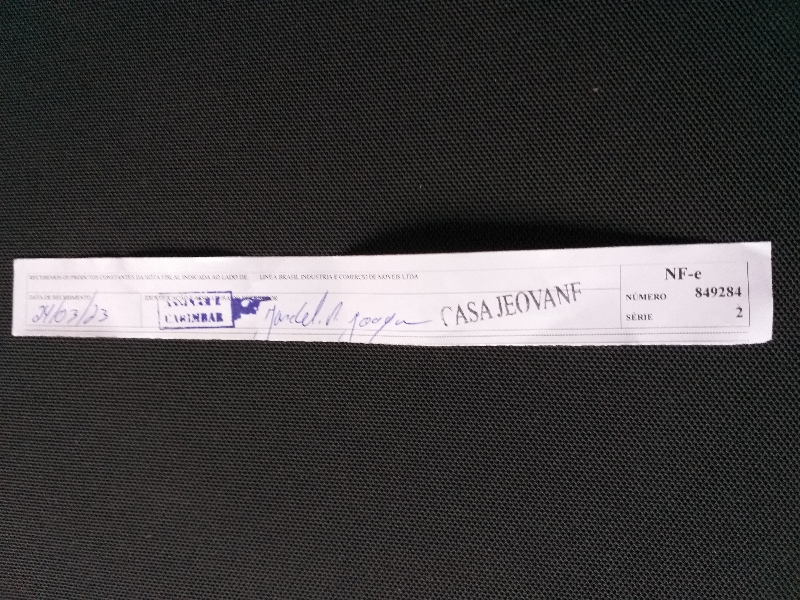 RECEBEMOS OS PRODUTOS CONSTANTES DA NOTA FISCAL INDICADA AO LADO DE LINEA BRASIL INDUSTRIA E COMERCIO DE MOVEIS LTDA
DATA DE RECEBIMENTO
24/03/23
CARIMBAR
CASA JEOVANE
NF-e
NÚMERO 849284
SÉRIE 2